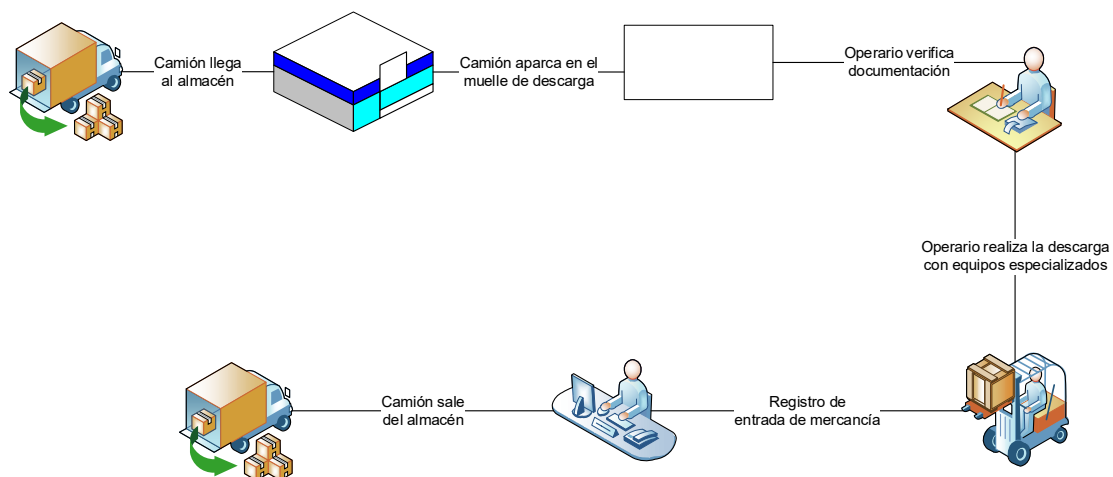 Camión llega
al almacén
Camión aparca en el
muelle de descarga
Operario verifica
documentación
Operario realiza la descarga
con equipos especializados
Registro de
entrada de mercancía
Camión sale
del almacén